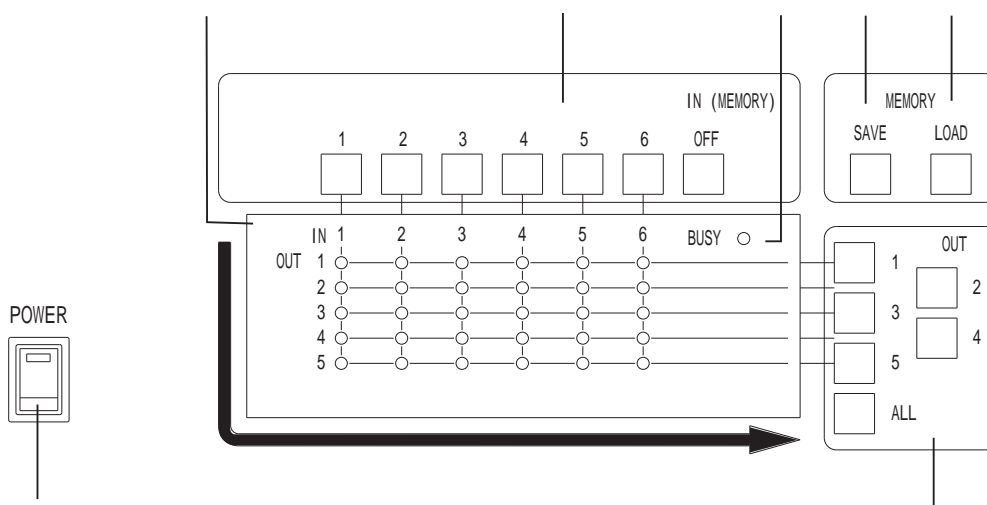 IN (MEMORY)
1 2 3 4 5 6 OFF
MEMORY
SAVE LOAD
IN 1 2 3 4 5 6 BUSY
OUT 1
2
3
4
5
OUT
1
2
3
4
5
ALL
POWER